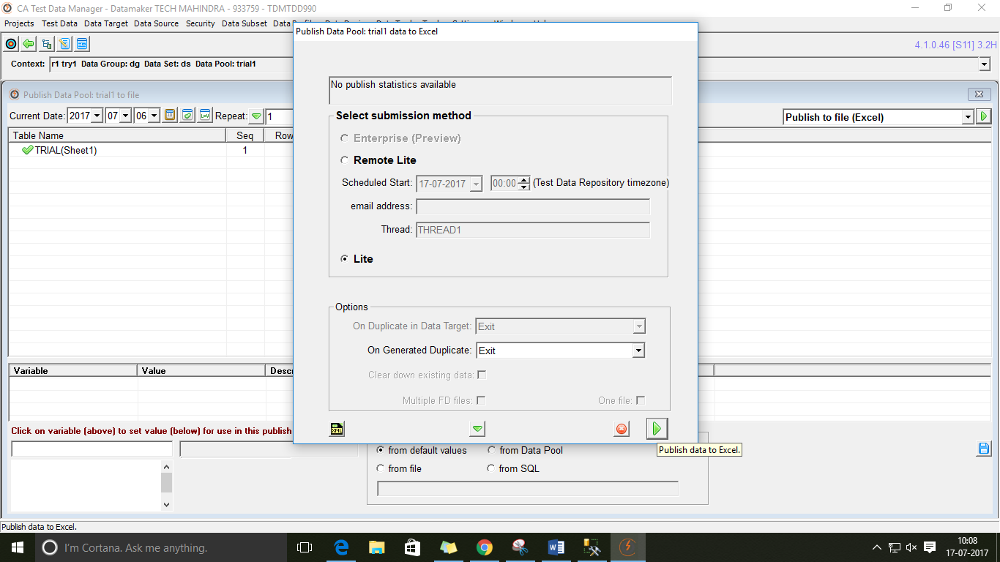 CA Test Data Manager - Datamaker TECH MAHINDRA - 933759 - TDMTDD990
Projects Test Data Data Target Data Source Security Data Subset
4.1.0.46 [S11] 3.2H
Context: r1 try1 Data Group: dg Data Set: ds Data Pool: trial1
Publish Data Pool: trial1 to file
Current Date: 2017 07 06 LoV Repeat: 1
Publish to file (Excel)
Table Name Seq Row
TRIAL(Sheet1) 1
Variable Value Descr
Click on variable (above) to set value (below) for use in this publish
Publish Data Pool: trial1 data to Excel
No publish statistics available
Select submission method
Enterprise (Preview)
Remote Lite
Scheduled Start: 17-07-2017 00:00 (Test Data Repository timezone)
email address:
Thread: THREAD1
Lite
Options
On Duplicate in Data Target: Exit
On Generated Duplicate: Exit
Clear down existing data:
Multiple FD files: One file:
XML
Publish data to Excel.
from default values from Data Pool
from file from SQL
Publish data to Excel.
I'm Cortana. Ask me anything.
10:08
17-07-2017